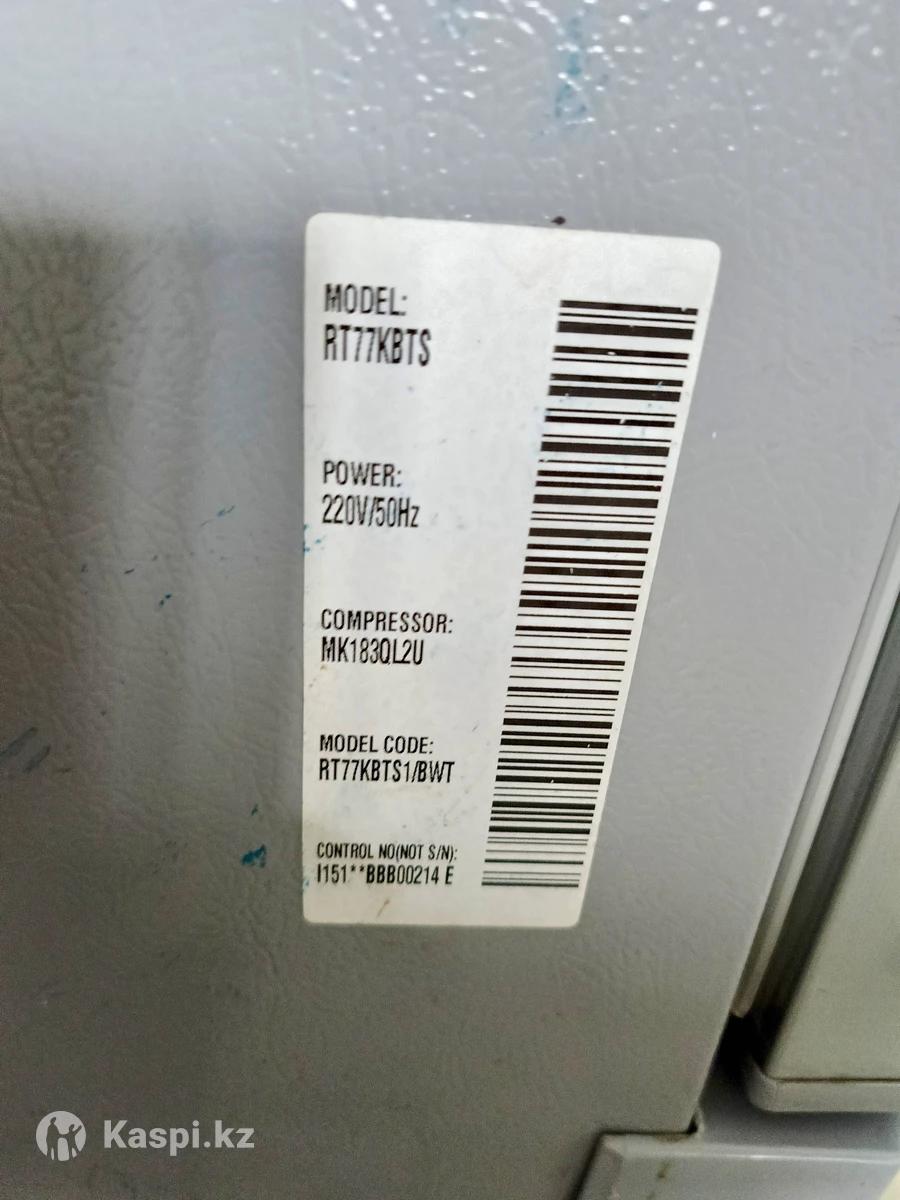 MODEL:
RT77KBTS
POWER:
220V/50Hz
COMPRESSOR:
MK183QL2U
MODEL CODE:
RT77KBTS1/BWT
CONTROL NO(NOT S/N):
I151**BBB00214 E
Kaspi.kz